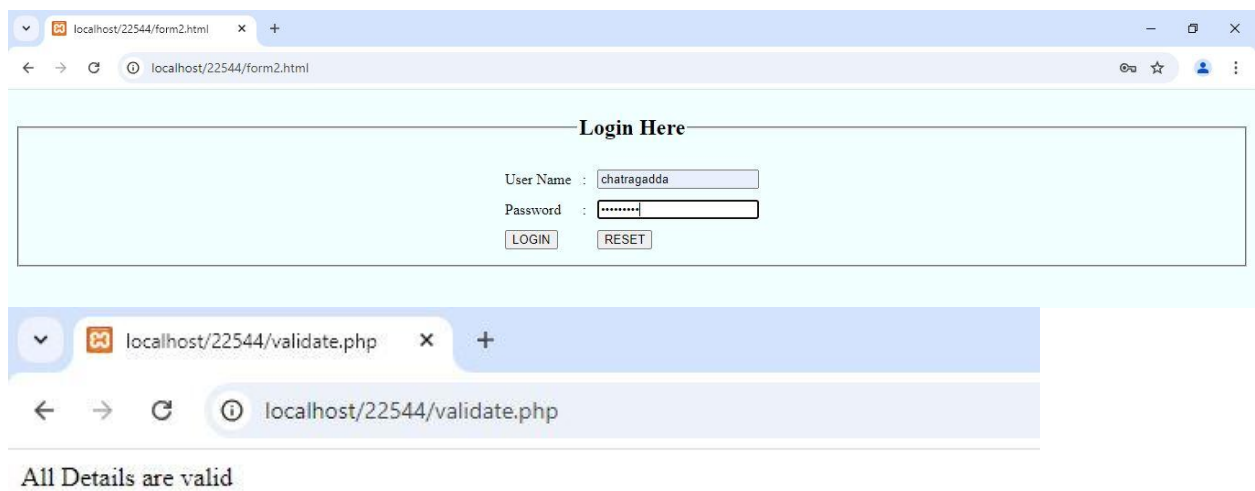 localhost/22544/form2.html
localhost/22544/form2.html
Login Here
User Name : chatragadda
Password : •••••••••
LOGIN RESET
localhost/22544/validate.php
localhost/22544/validate.php
All Details are valid